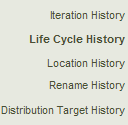 Iteration History
Life Cycle History
Location History
Rename History
Distribution Target History